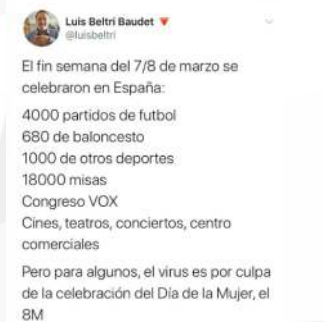 Luis Beltri Baudet
@luisbeltri
El fin semana del 7/8 de marzo se
celebraron en España:
4000 partidos de futbol
680 de baloncesto
1000 de otros deportes
18000 misas
Congreso VOX
Cines, teatros, conciertos, centro
comerciales
Pero para algunos, el virus es por culpa
de la celebración del Día de la Mujer, el
8M